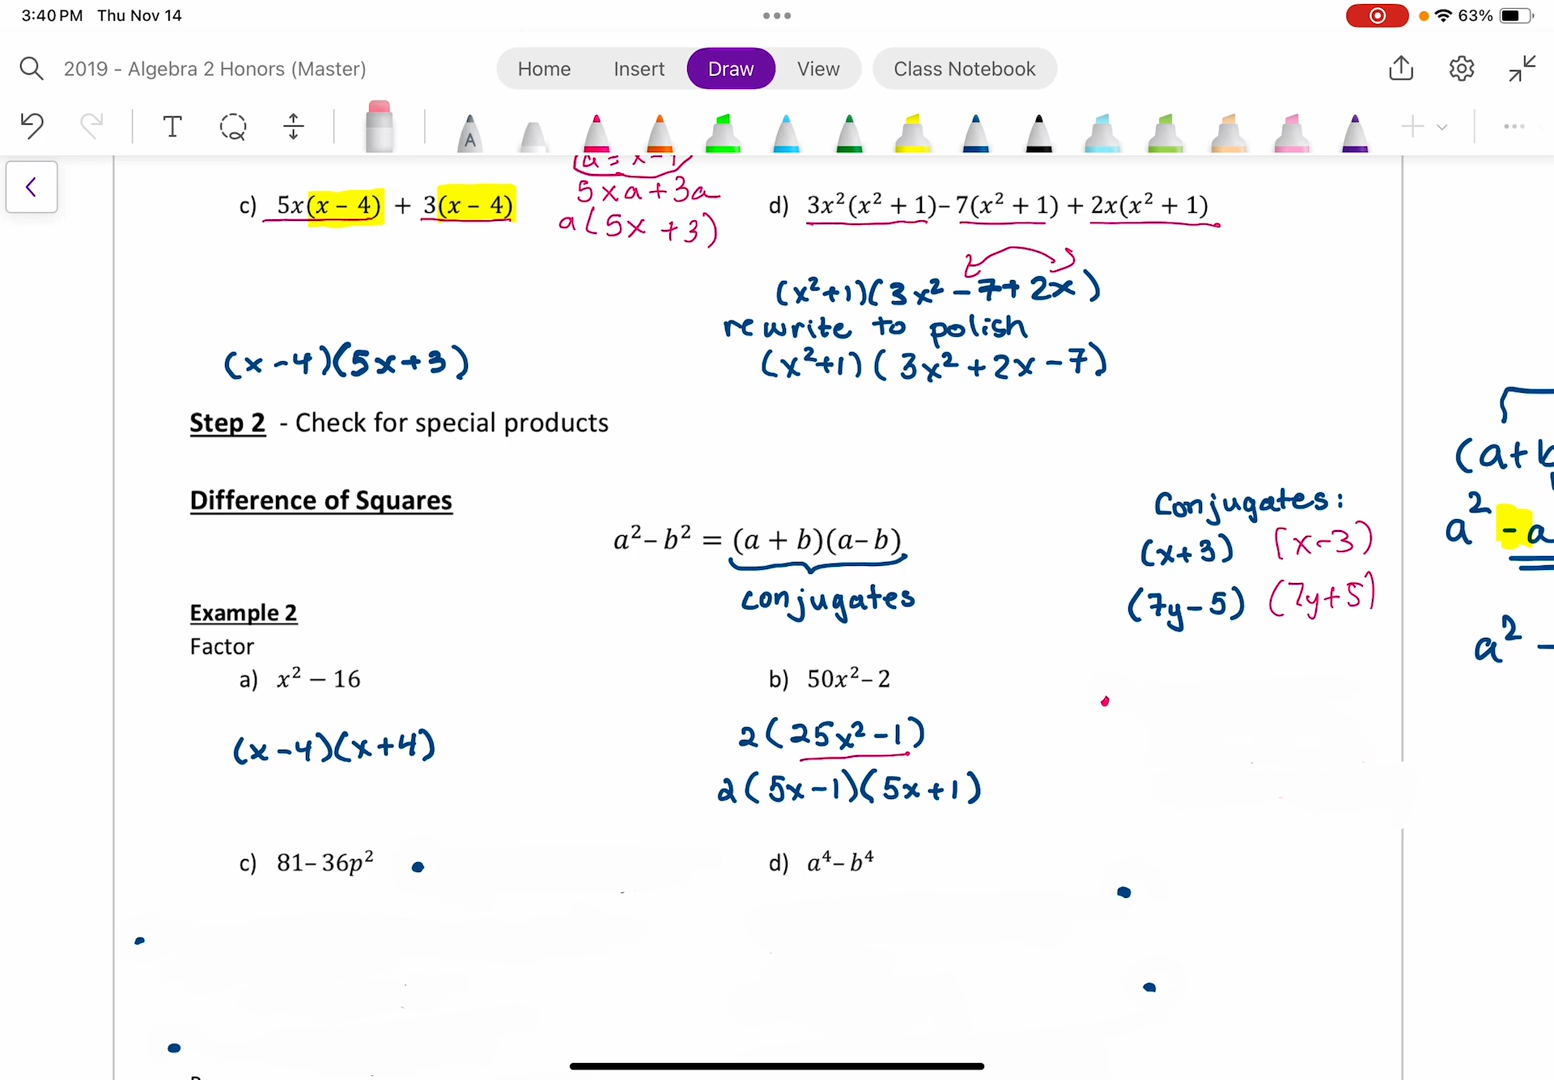 3:40 PM Thu Nov 14
63%
2019 - Algebra 2 Honors (Master)
Home Insert Draw View Class Notebook
T
A
5xa+3a
a(5x+3)
c) 5x(x − 4) + 3(x − 4)
d) 3x²(x² + 1)− 7(x² + 1) + 2x(x² + 1)
(x²+1)(3x²−7+2x)
rewrite to polish
(x−4)(5x+3)
(x²+1)(3x²+2x−7)
Step 2 - Check for special products
(a+b
Difference of Squares
Conjugates:
a²−a
a²− b² = (a + b)(a− b)
(x+3) (x−3)
conjugates
(7y−5) (7y+5)
a²−
Example 2
Factor
a) x² − 16
b) 50x²− 2
(x−4)(x+4)
2(25x²−1)
2(5x−1)(5x+1)
c) 81− 36p²
d) a⁴− b⁴